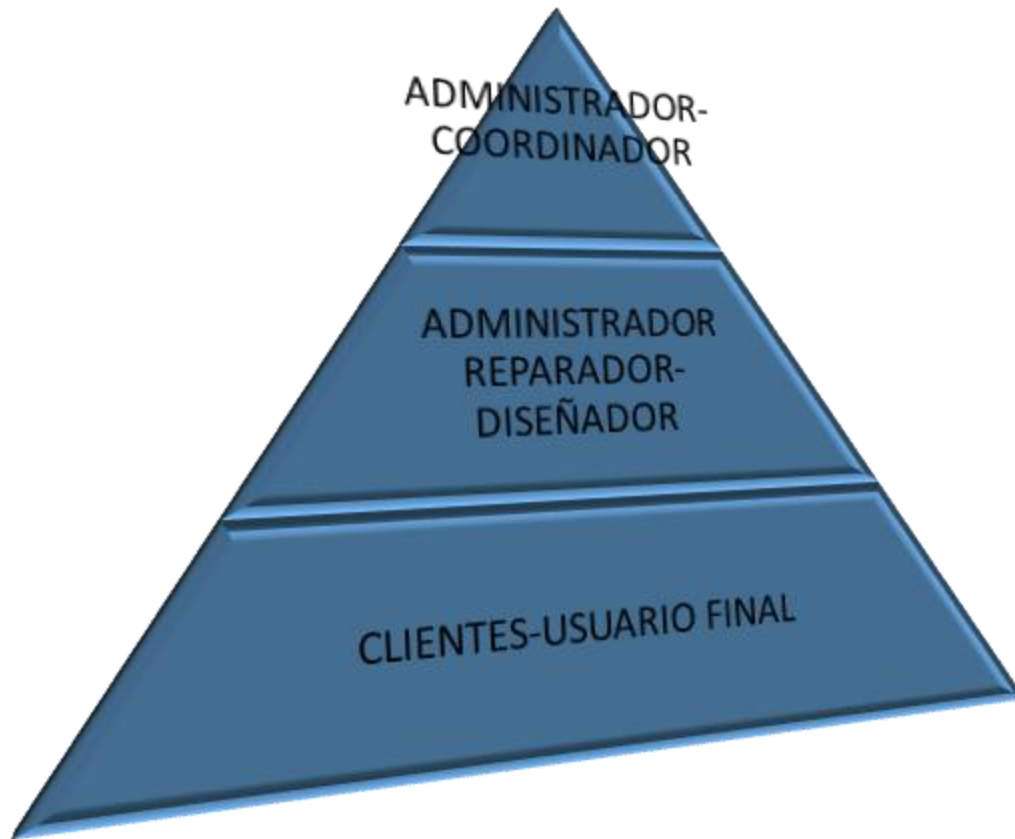 ADMINISTRADOR-
COORDINADOR
ADMINISTRADOR
REPARADOR-
DISEÑADOR
CLIENTES-USUARIO FINAL